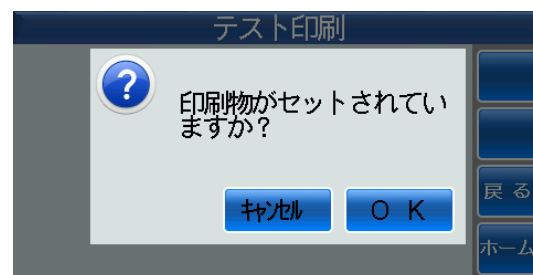 テスト印刷
印刷物がセットされてい
ますか？
ｷｬﾝｾﾙ
ＯＫ
戻る
ホーム